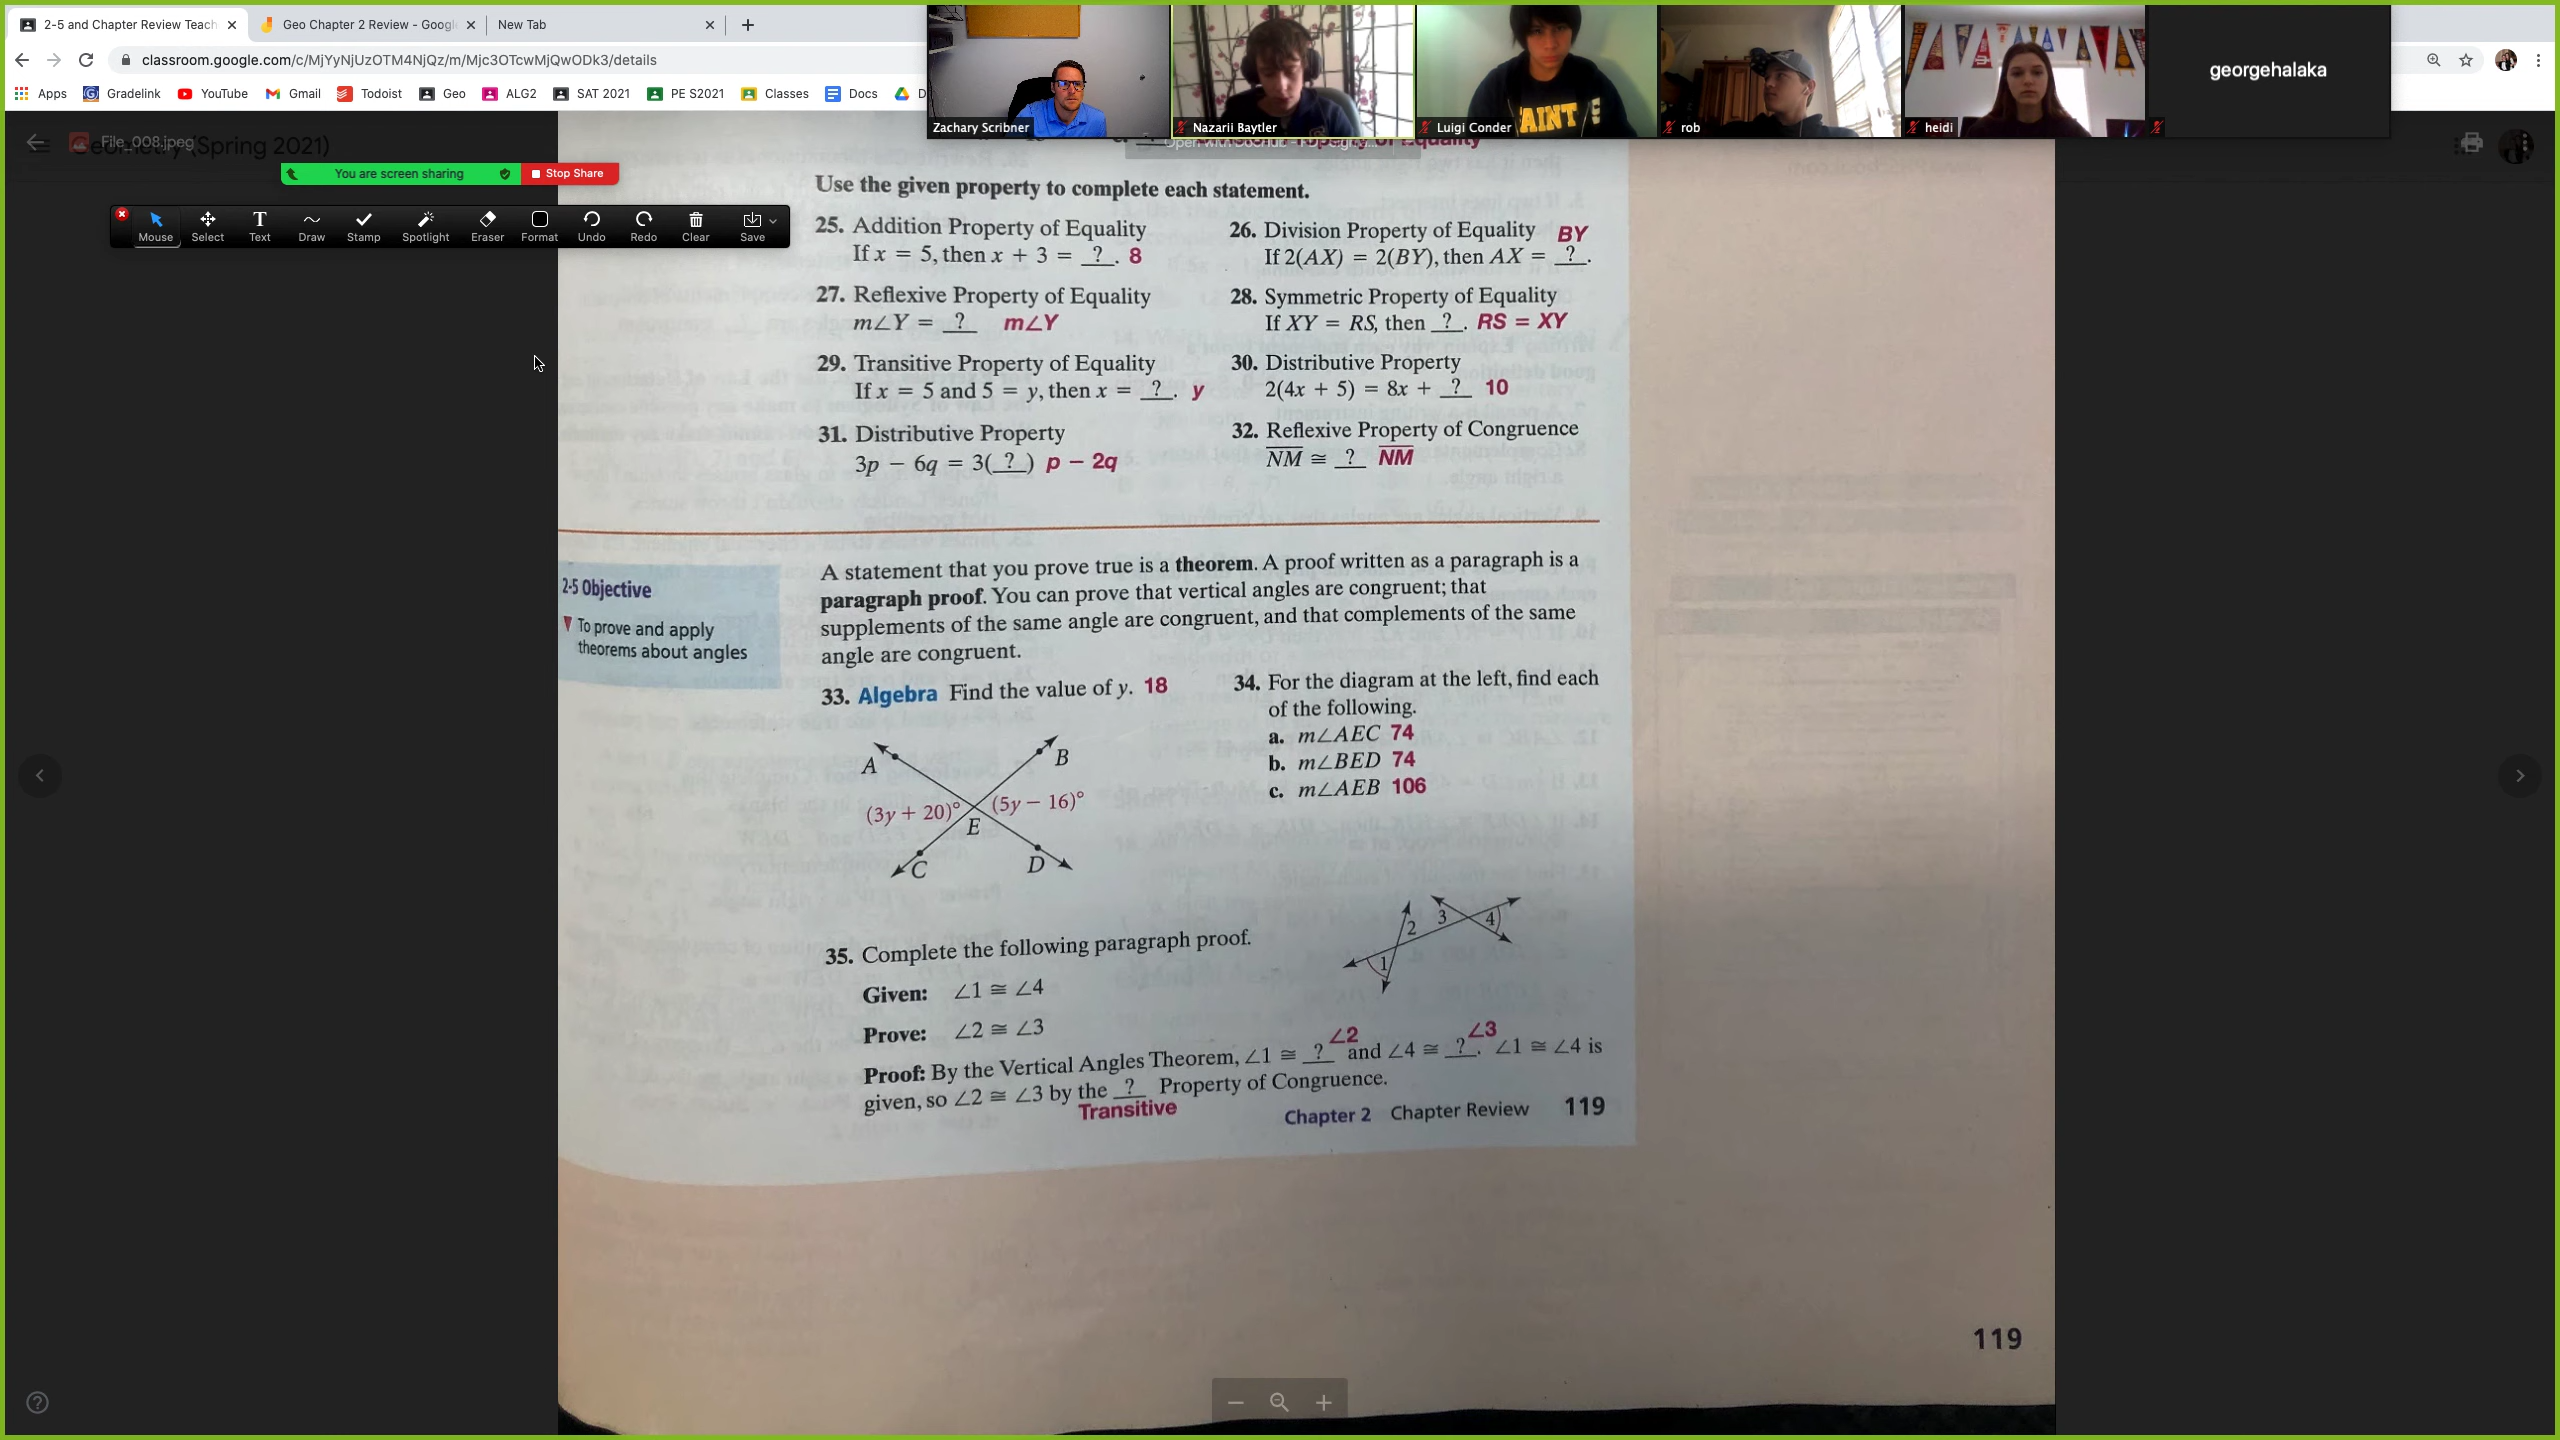 2-5 and Chapter Review Teach
Geo Chapter 2 Review - Googl
New Tab
classroom.google.com/c/MjYyNjUzOTM4NjQz/m/Mjc3OTcwMjQwODk3/details
Apps Gradelink YouTube Gmail Todoist Geo ALG2 SAT 2021 PE S2021 Classes Docs D
Zachary Scribner
Nazarii Baytler
AINT
Luigi Conder
rob
heidi
georgehalaka
File_008.jpeg
Geometry (Spring 2021)
You are screen sharing
Stop Share
Mouse Select Text Draw Stamp Spotlight Eraser Format Undo Redo Clear Save
Use the given property to complete each statement.
25. Addition Property of Equality
If x = 5, then x + 3 = ?. 8
26. Division Property of Equality BY
If 2(AX) = 2(BY), then AX = ?.
27. Reflexive Property of Equality
m∠Y = ? m∠Y
28. Symmetric Property of Equality
If XY = RS, then ?. RS = XY
29. Transitive Property of Equality
If x = 5 and 5 = y, then x = ?. y
30. Distributive Property
2(4x + 5) = 8x + ? 10
31. Distributive Property
3p − 6q = 3(?) p − 2q
32. Reflexive Property of Congruence
NM ≅ ? NM
2-5 Objective
To prove and apply
theorems about angles
A statement that you prove true is a theorem. A proof written as a paragraph is a
paragraph proof. You can prove that vertical angles are congruent; that
supplements of the same angle are congruent, and that complements of the same
angle are congruent.
33. Algebra Find the value of y. 18
A
B
(3y + 20)° (5y − 16)°
E
C
D
34. For the diagram at the left, find each
of the following.
a. m∠AEC 74
b. m∠BED 74
c. m∠AEB 106
35. Complete the following paragraph proof.
2 3 4
1
Given: ∠1 ≅ ∠4
Prove: ∠2 ≅ ∠3
∠2 ∠3
Proof: By the Vertical Angles Theorem, ∠1 ≅ ? and ∠4 ≅ ?. ∠1 ≅ ∠4 is
given, so ∠2 ≅ ∠3 by the ? Property of Congruence.
Transitive
Chapter 2 Chapter Review 119
119